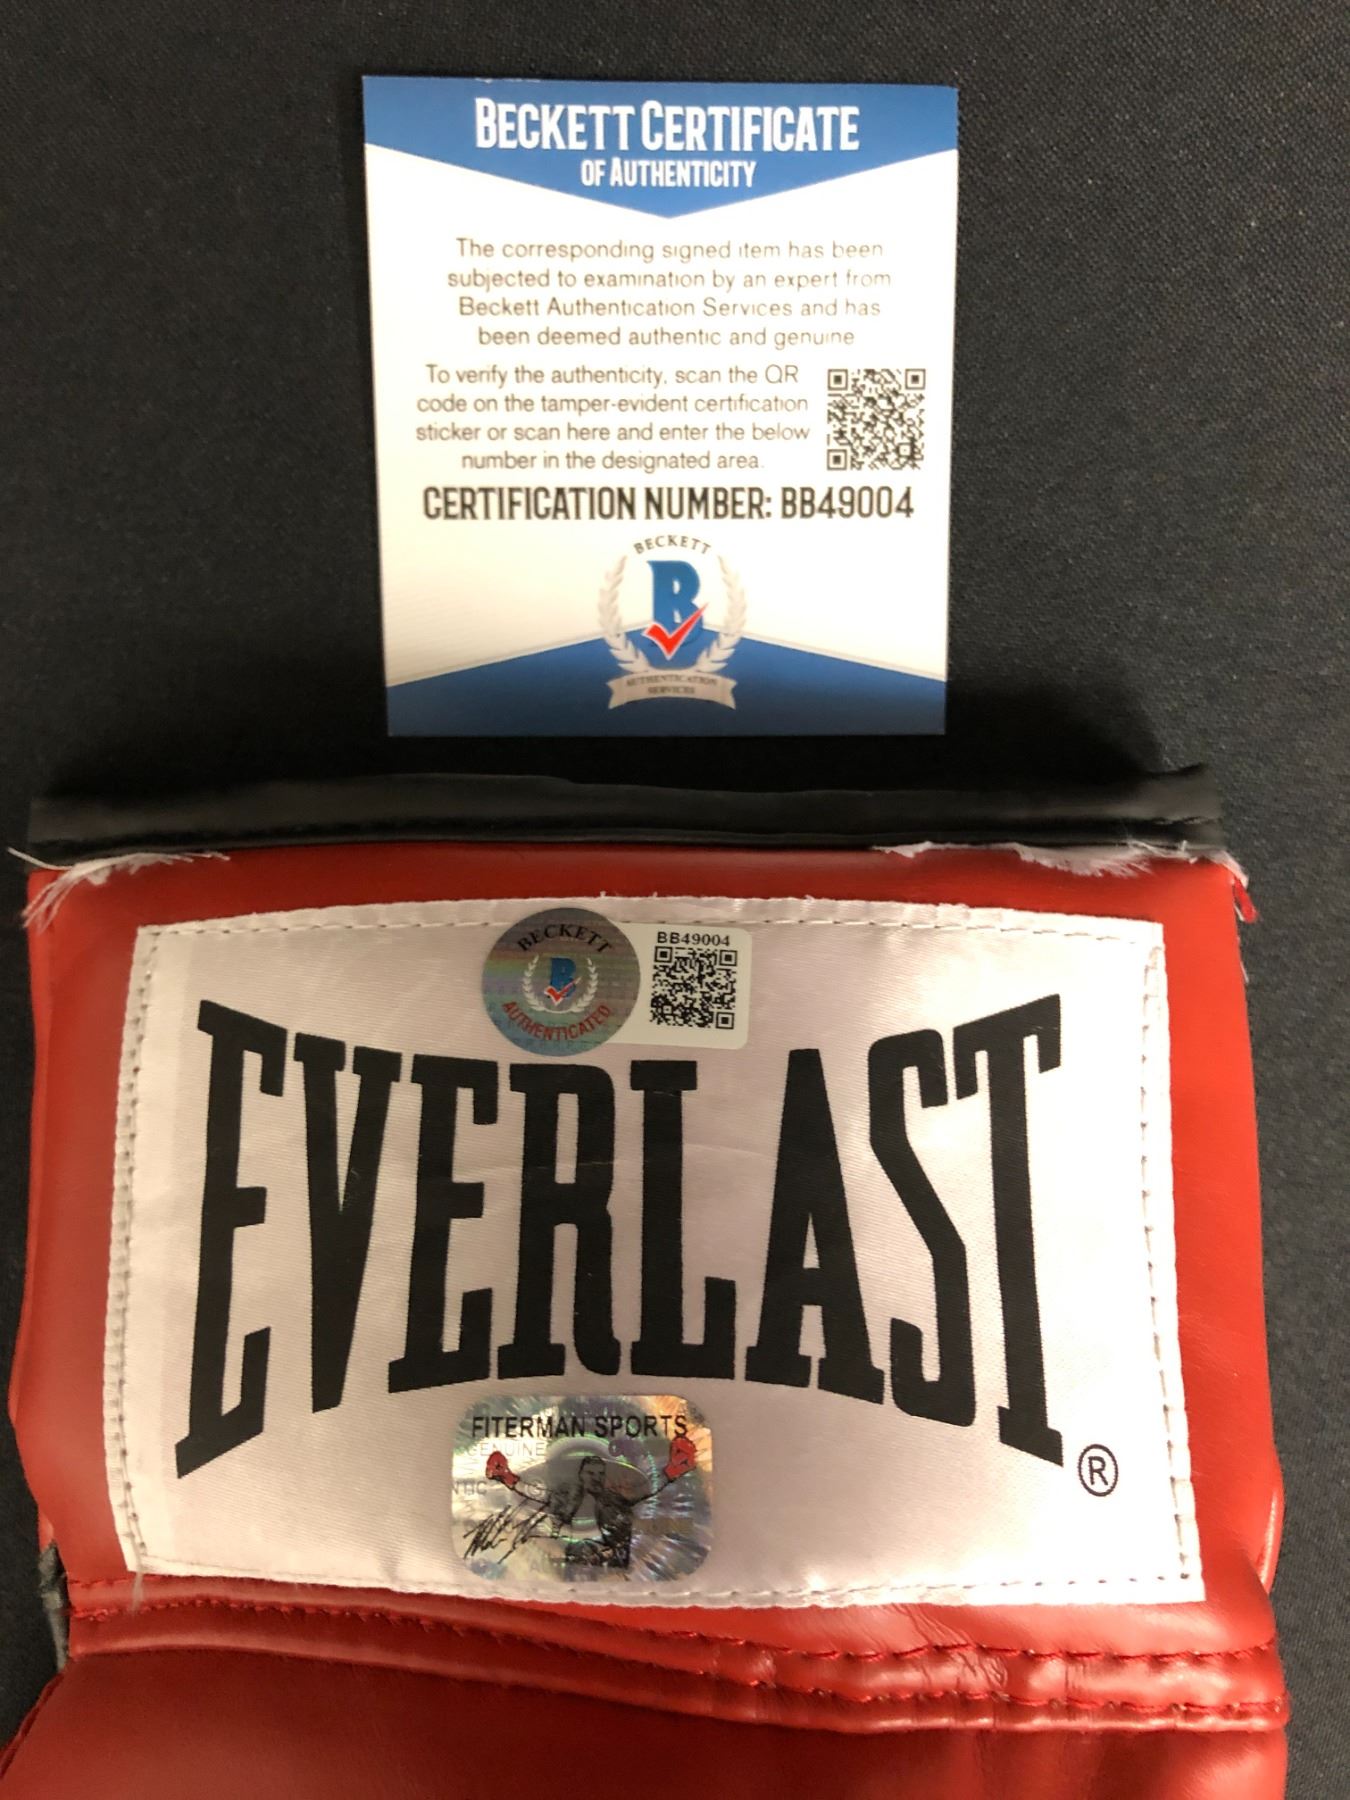 BECKETT CERTIFICATE
OF AUTHENTICITY
The corresponding signed item has been
subjected to examination by an expert from
Beckett Authentication Services and has
been deemed authentic and genuine
To verify the authenticity, scan the QR
code on the tamper-evident certification
sticker or scan here and enter the below
number in the designated area.
CERTIFICATION NUMBER: BB49004
BECKETT
B
AUTHENTICATION
SERVICES
BECKETT
B
AUTHENTICATED
BB49004
EVERLAST
®
FITERMAN SPORTS
GENUINE